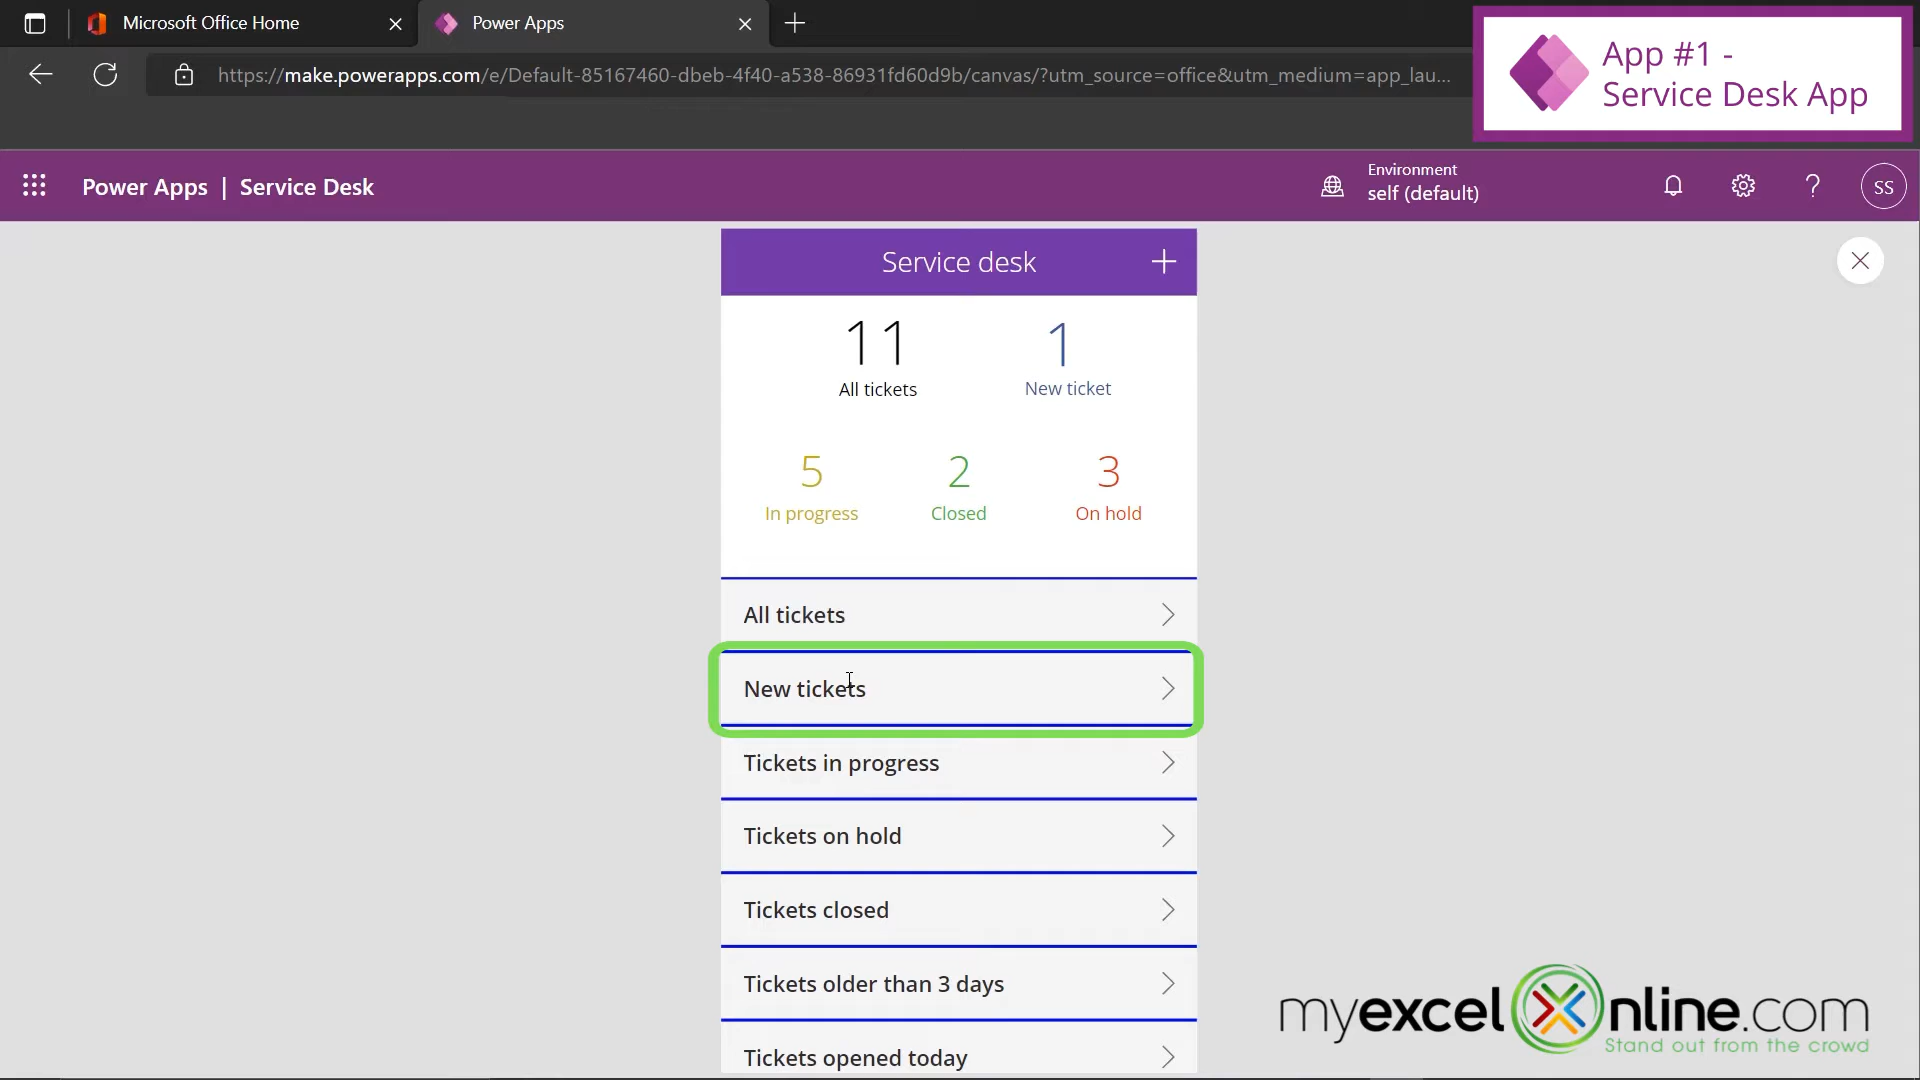 Microsoft Office Home
Power Apps
https://make.powerapps.com/e/Default-85167460-dbeb-4f40-a538-86931fd60d9b/canvas/?utm_source=office&utm_medium=app_lau...
App #1 -
Service Desk App
Power Apps | Service Desk
Environment
self (default)
?
SS
Service desk +
11 1
All tickets New ticket
5 2 3
In progress Closed On hold
All tickets
New tickets
Tickets in progress
Tickets on hold
Tickets closed
Tickets older than 3 days
Tickets opened today
myexcelOnline.com
Stand out from the crowd